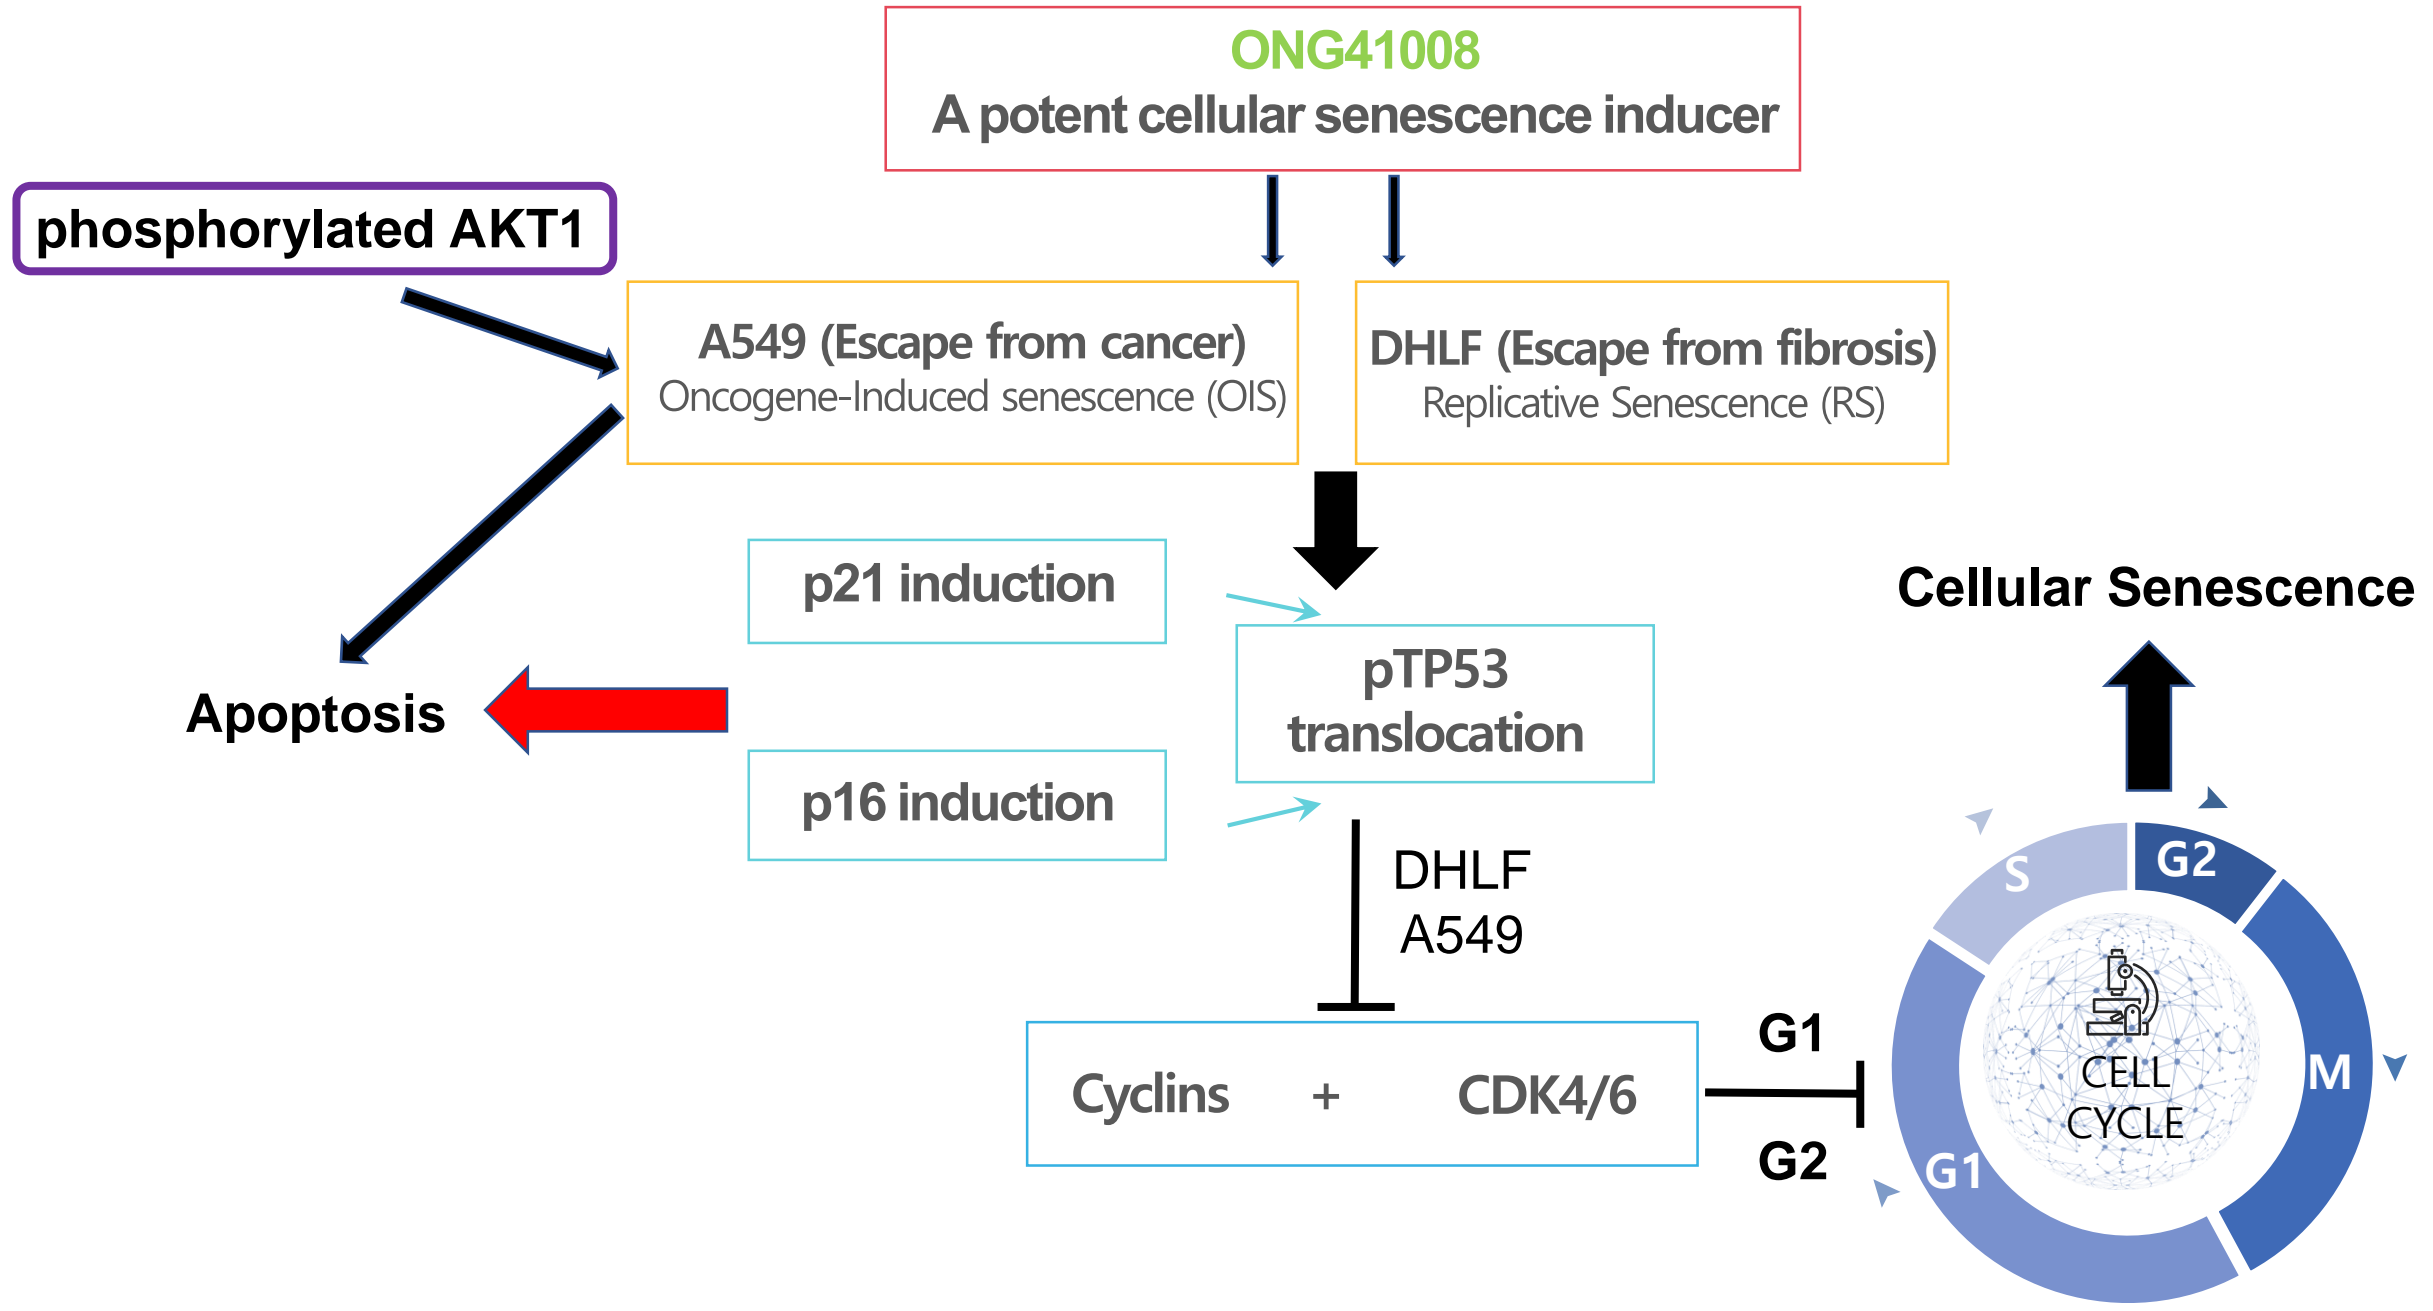 ONG41008
A potent cellular senescence inducer
phosphorylated AKT1
A549 (Escape from cancer)
Oncogene-Induced senescence (OIS)
DHLF (Escape from fibrosis)
Replicative Senescence (RS)
p21 induction
Cellular Senescence
pTP53
translocation
Apoptosis
p16 induction
DHLF
A549
S
G2
G1
Cyclins + CDK4/6
G2
CELL
CYCLE
M
G1